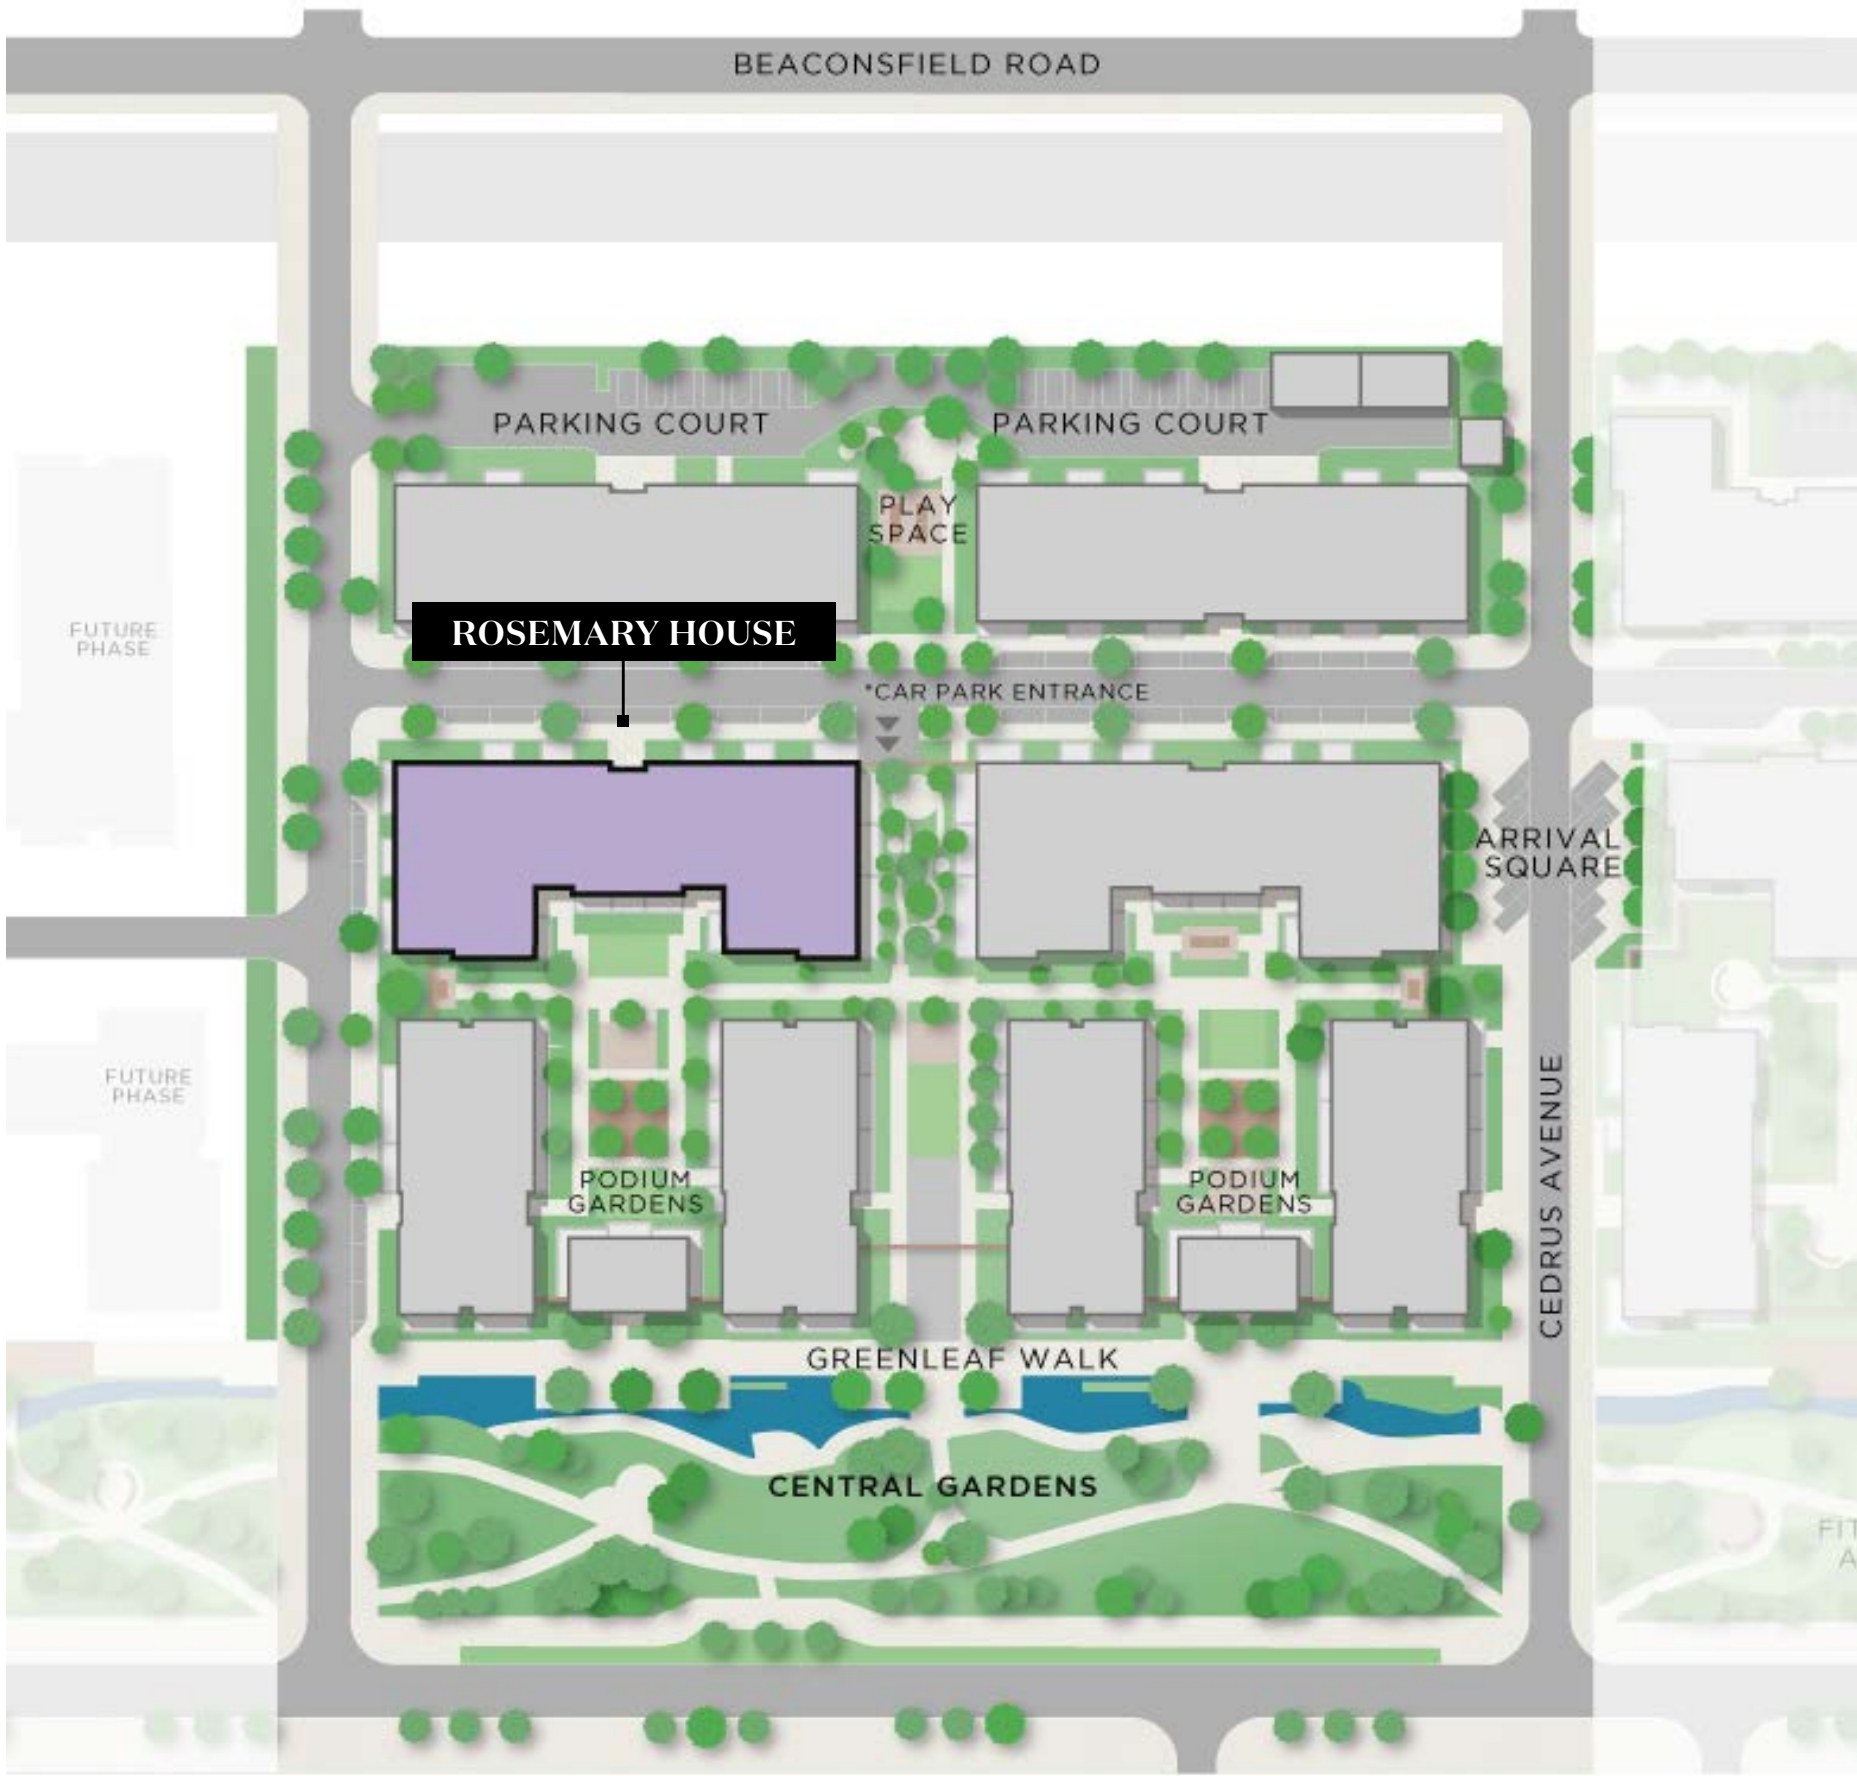 BEACONSFIELD ROAD
PARKING COURT
PARKING COURT
PLAY
SPACE
ROSEMARY HOUSE
FUTURE
PHASE
*CAR PARK ENTRANCE
ARRIVAL
SQUARE
FUTURE
PHASE
CEDRUS AVENUE
PODIUM
GARDENS
PODIUM
GARDENS
GREENLEAF WALK
CENTRAL GARDENS
FIT
A